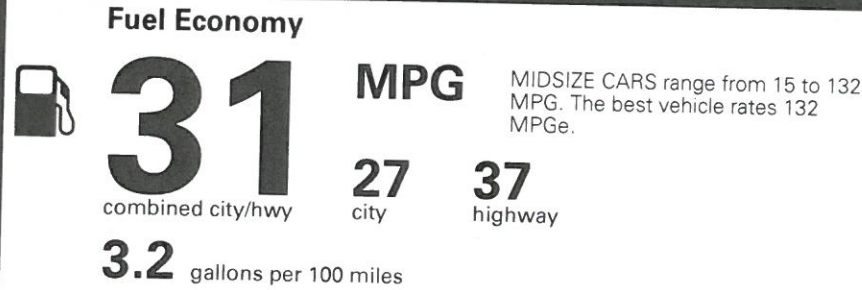 Fuel Economy
31 MPG
MIDSIZE CARS range from 15 to 132
MPG. The best vehicle rates 132
MPGe.
combined city/hwy
27
city
37
highway
3.2 gallons per 100 miles